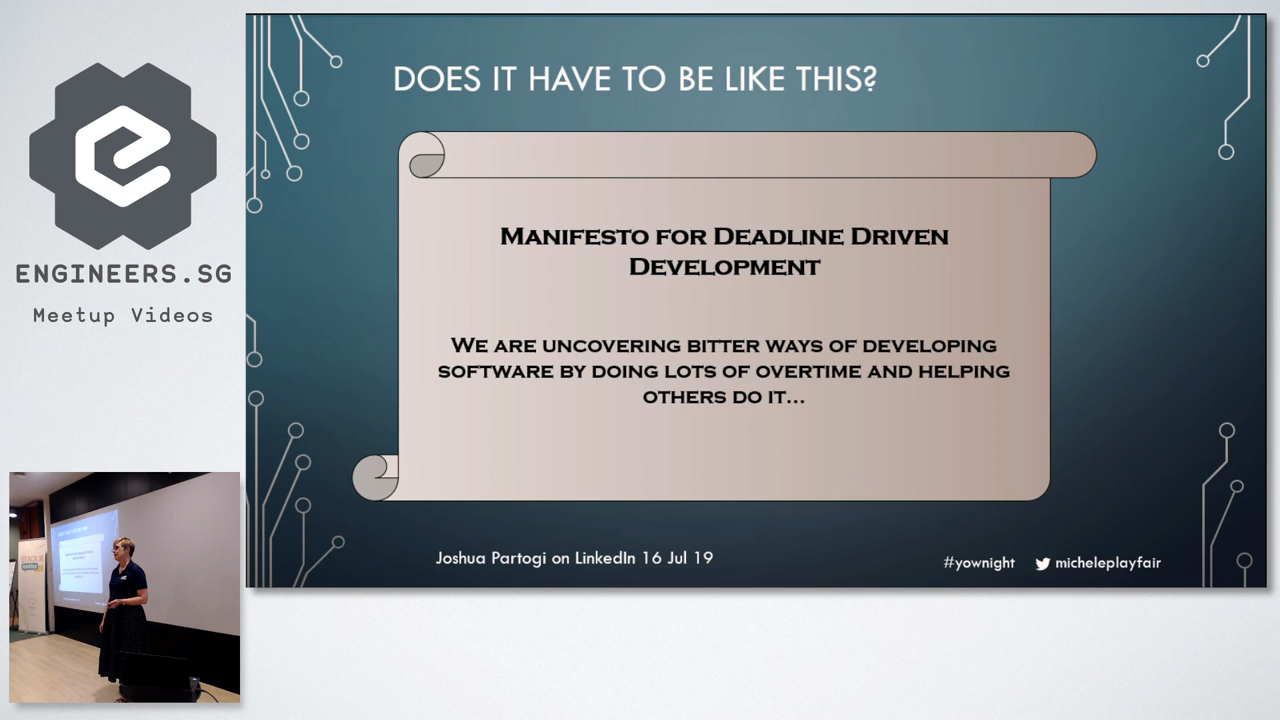 ENGINEERS.SG
Meetup Videos
DOES IT HAVE TO BE LIKE THIS?
MANIFESTO FOR DEADLINE DRIVEN
DEVELOPMENT
WE ARE UNCOVERING BITTER WAYS OF DEVELOPING
SOFTWARE BY DOING LOTS OF OVERTIME AND HELPING
OTHERS DO IT...
Joshua Partogi on LinkedIn 16 Jul 19
#yownight
micheleplayfair